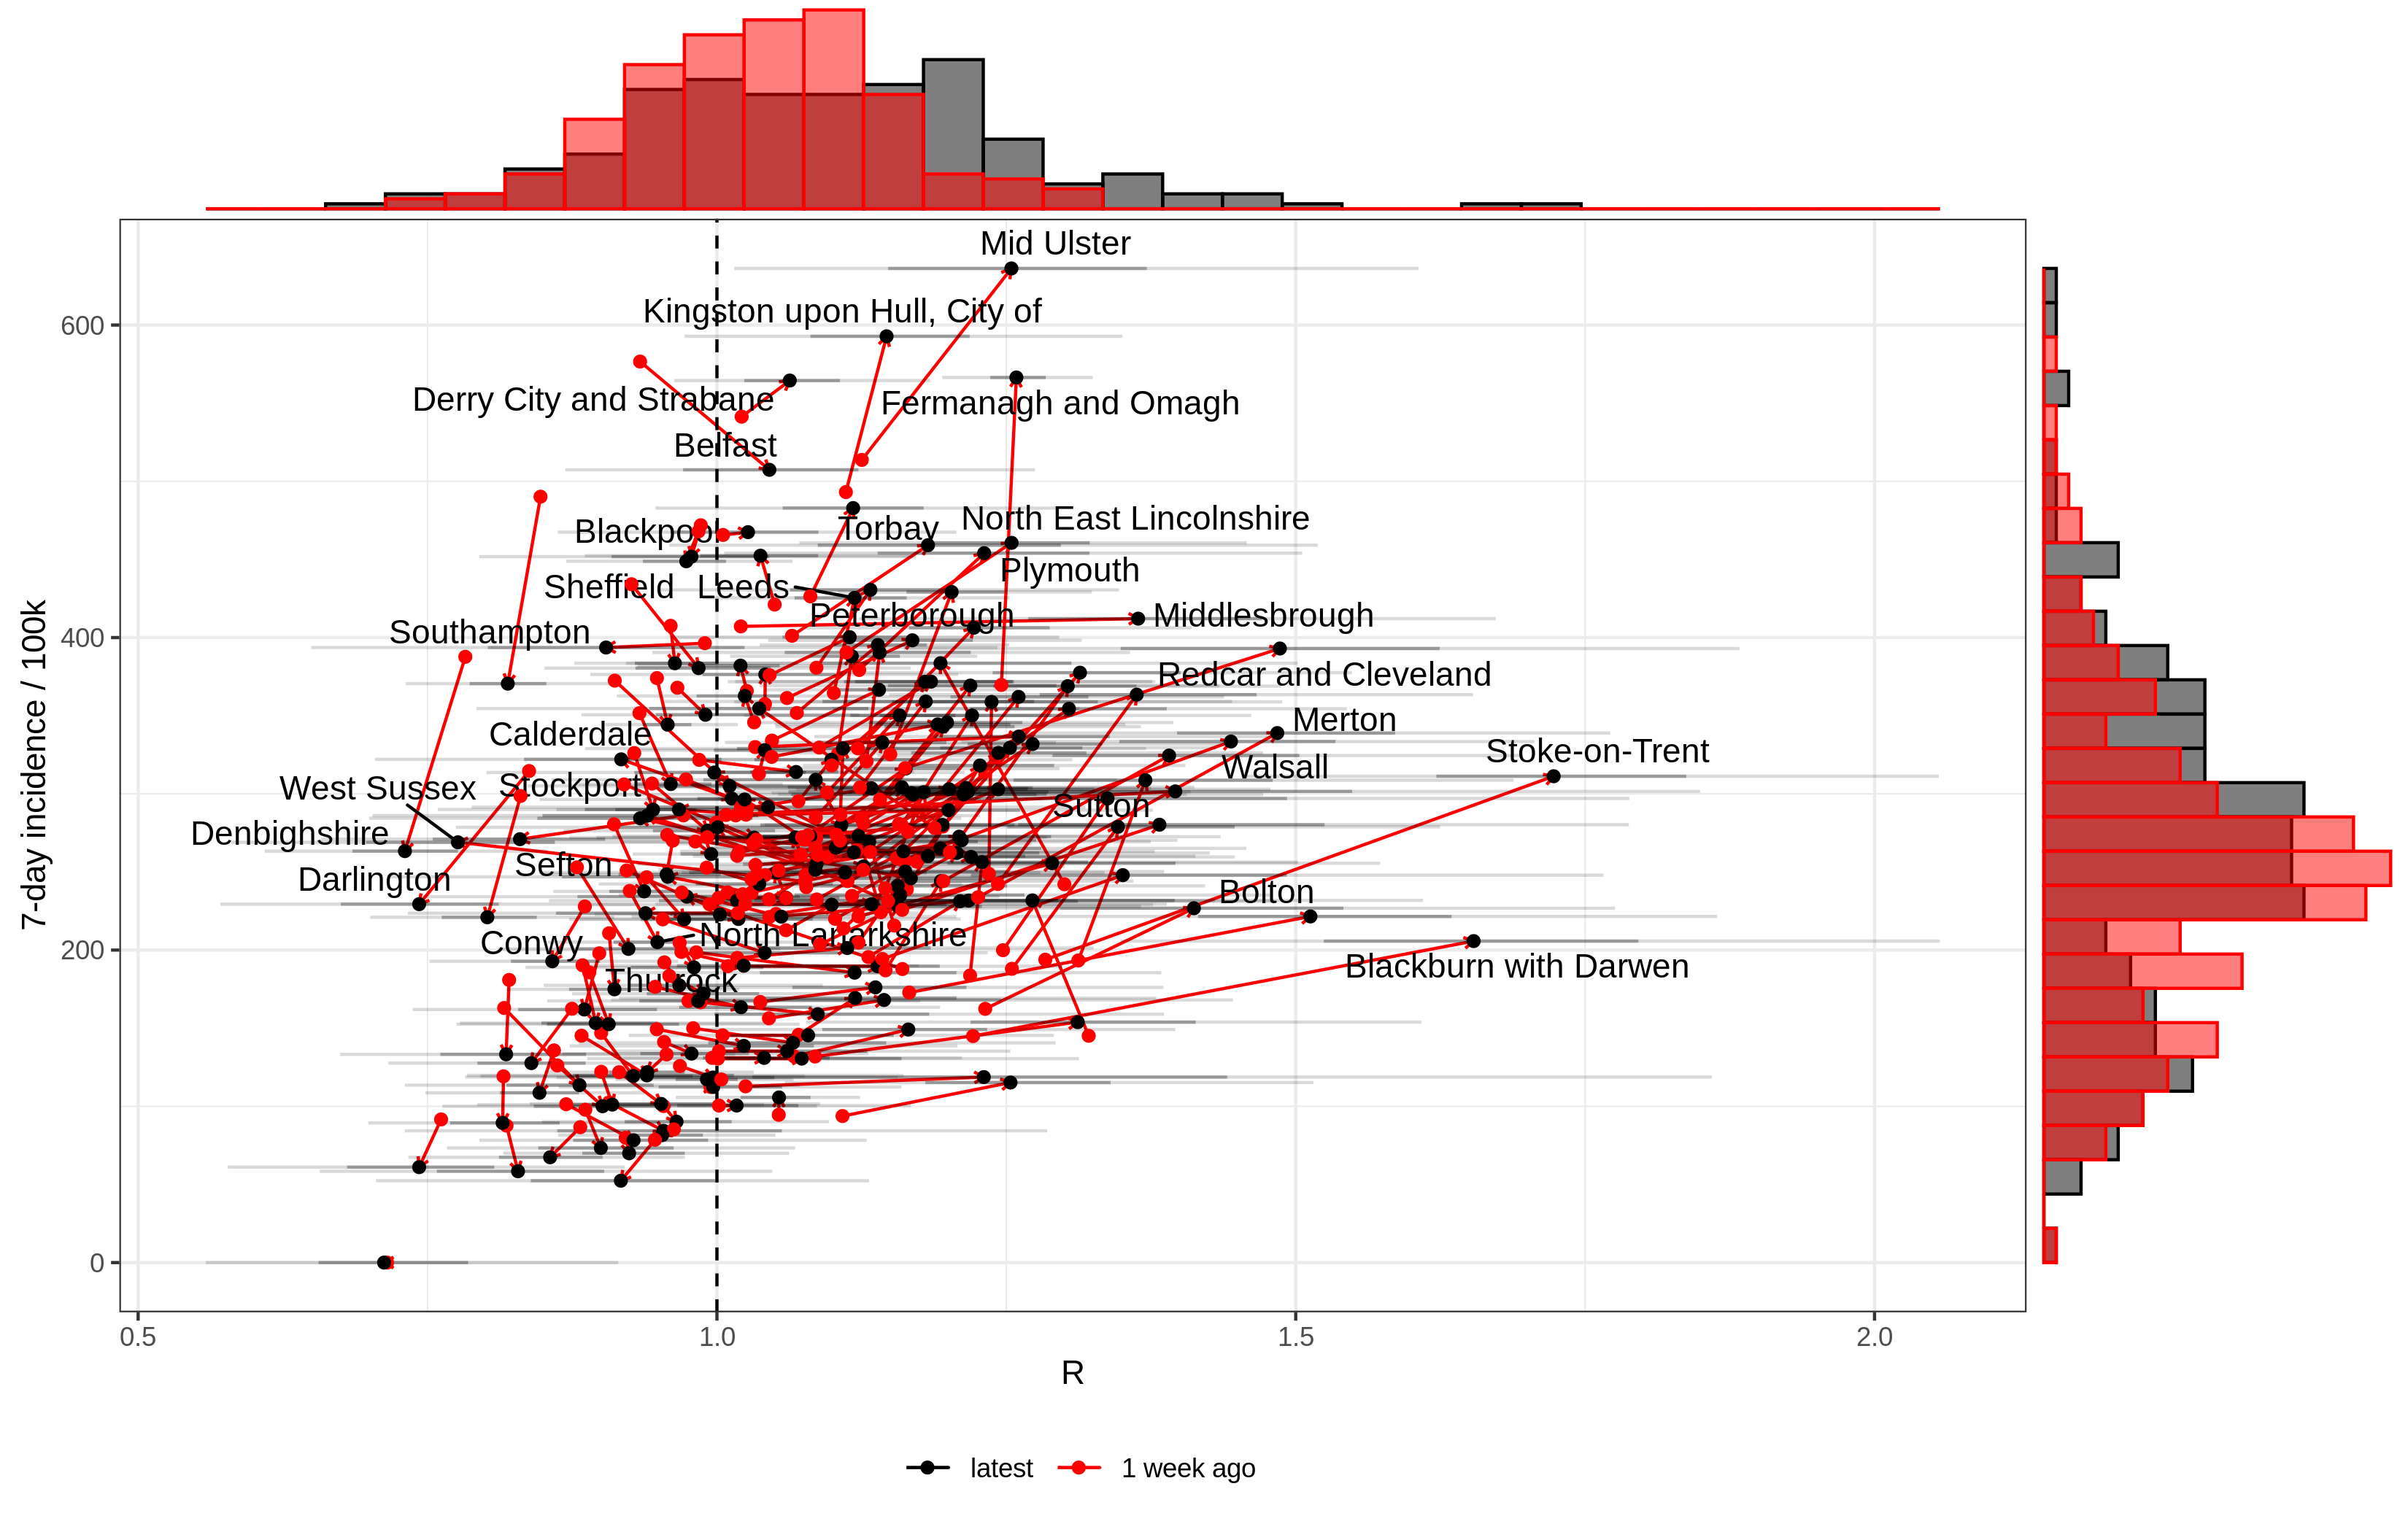 Mid Ulster
600
Kingston upon Hull, City of
Derry City and Strabane
Fermanagh and Omagh
Belfast
Blackpool
Torbay
North East Lincolnshire
Plymouth
Sheffield
Leeds
Peterborough
Middlesbrough
400
Southampton
Redcar and Cleveland
Calderdale
Merton
Stoke-on-Trent
West Sussex
Stockport
Walsall
Sutton
Denbighshire
Darlington
Sefton
Bolton
200
Conwy
North Lanarkshire
Thurrock
Blackburn with Darwen
0
7-day incidence / 100k
0.5
1.0
1.5
2.0
R
latest
1 week ago